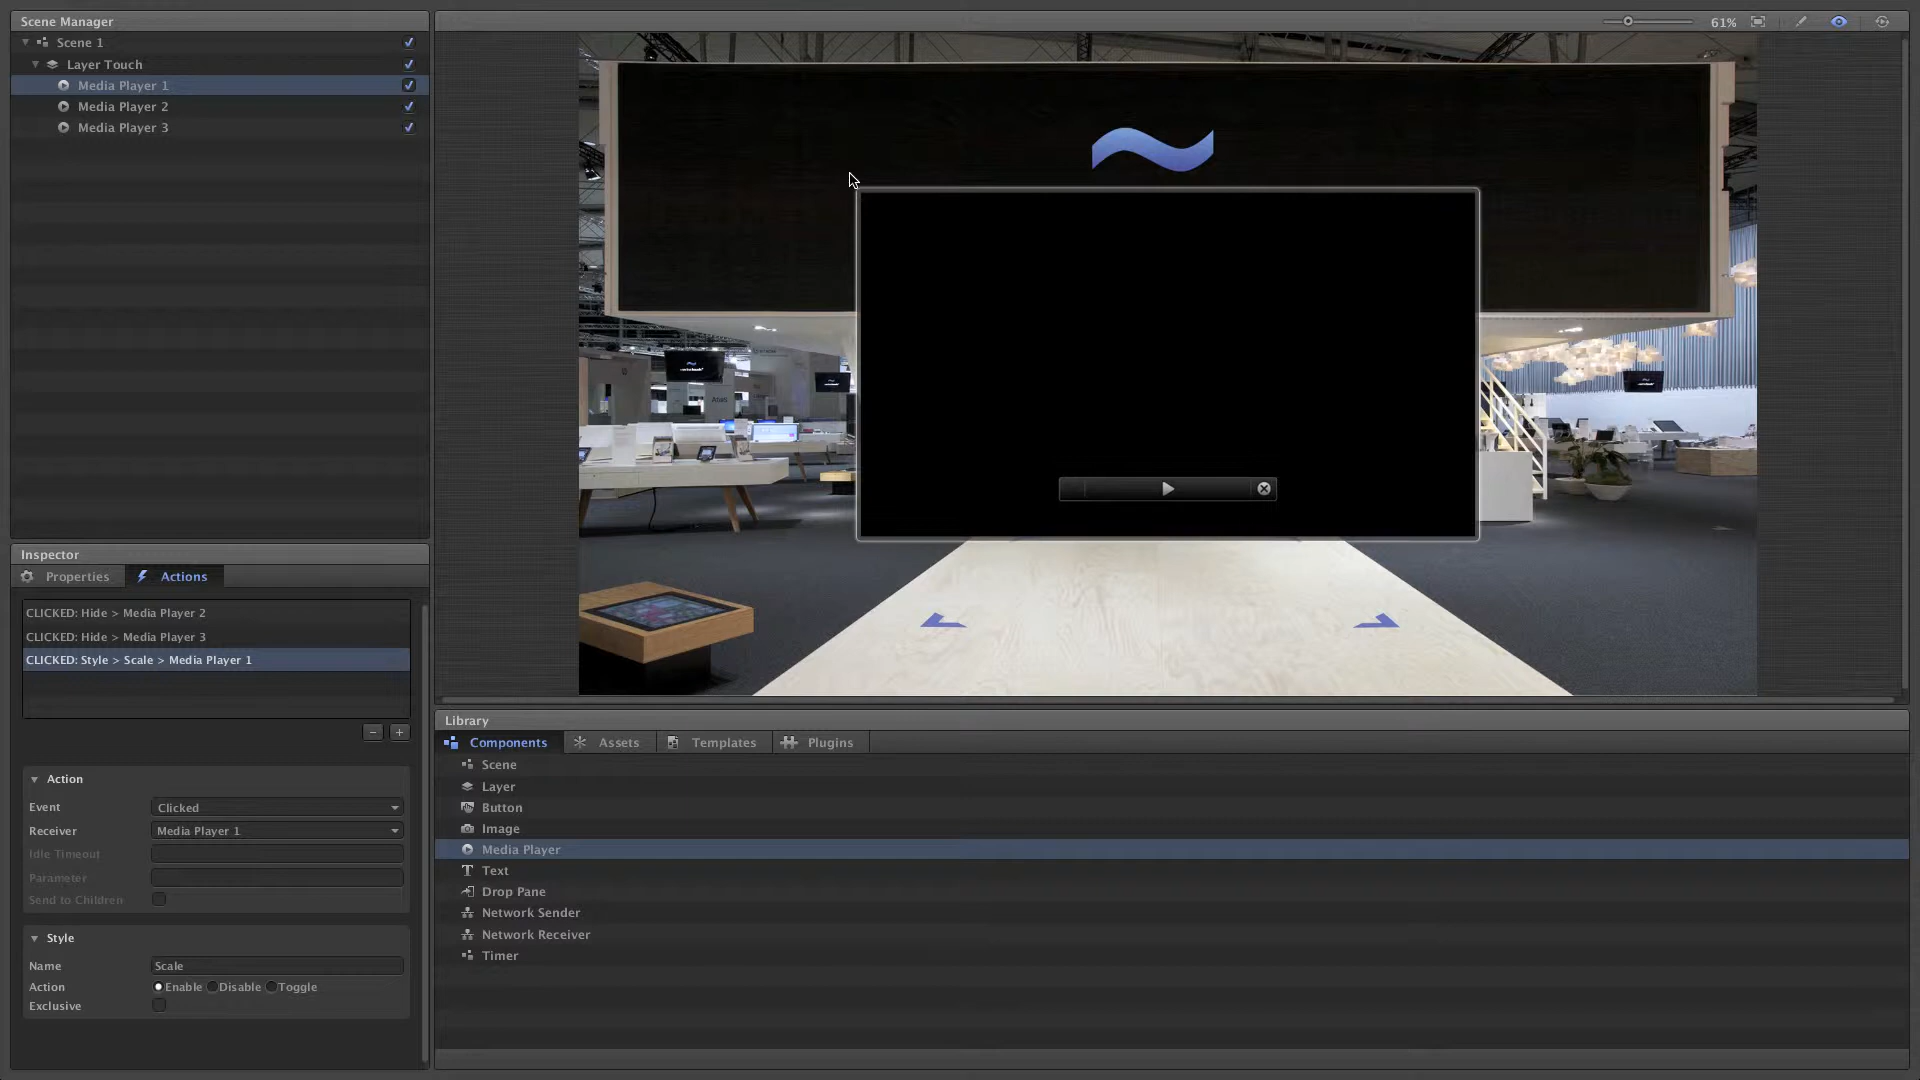 Scene Manager
Scene 1
Layer Touch
Media Player 1
Media Player 2
Media Player 3
61%
Inspector
Properties
Actions
CLICKED: Hide > Media Player 2
CLICKED: Hide > Media Player 3
CLICKED: Style > Scale > Media Player 1
− +
Action
Event Clicked
Receiver Media Player 1
Idle Timeout
Parameter
Send to Children
Style
Name Scale
Action Enable Disable Toggle
Exclusive
Library
Components
Assets
Templates
Plugins
Scene
Layer
Button
Image
Media Player
Text
Drop Pane
Network Sender
Network Receiver
Timer